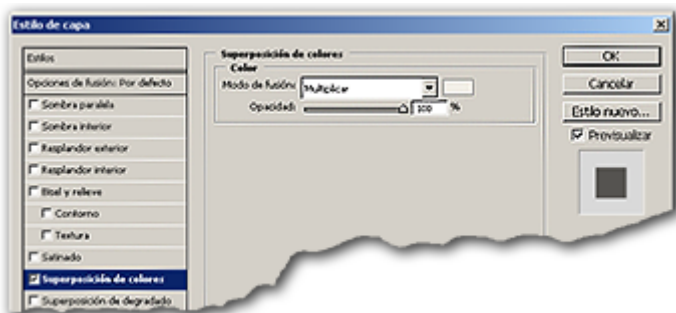 Estilo de capa
Estilos
Opciones de fusión: Por defecto
Sombra paralela
Sombra interior
Resplandor exterior
Resplandor interior
Bisel y relieve
Contorno
Textura
Satinado
Superposición de colores
Superposición de degradado
Superposición de colores
Color
Modo de fusión: Multiplicar
Opacidad: 100 %
OK
Cancelar
Estilo nuevo...
Previsualizar